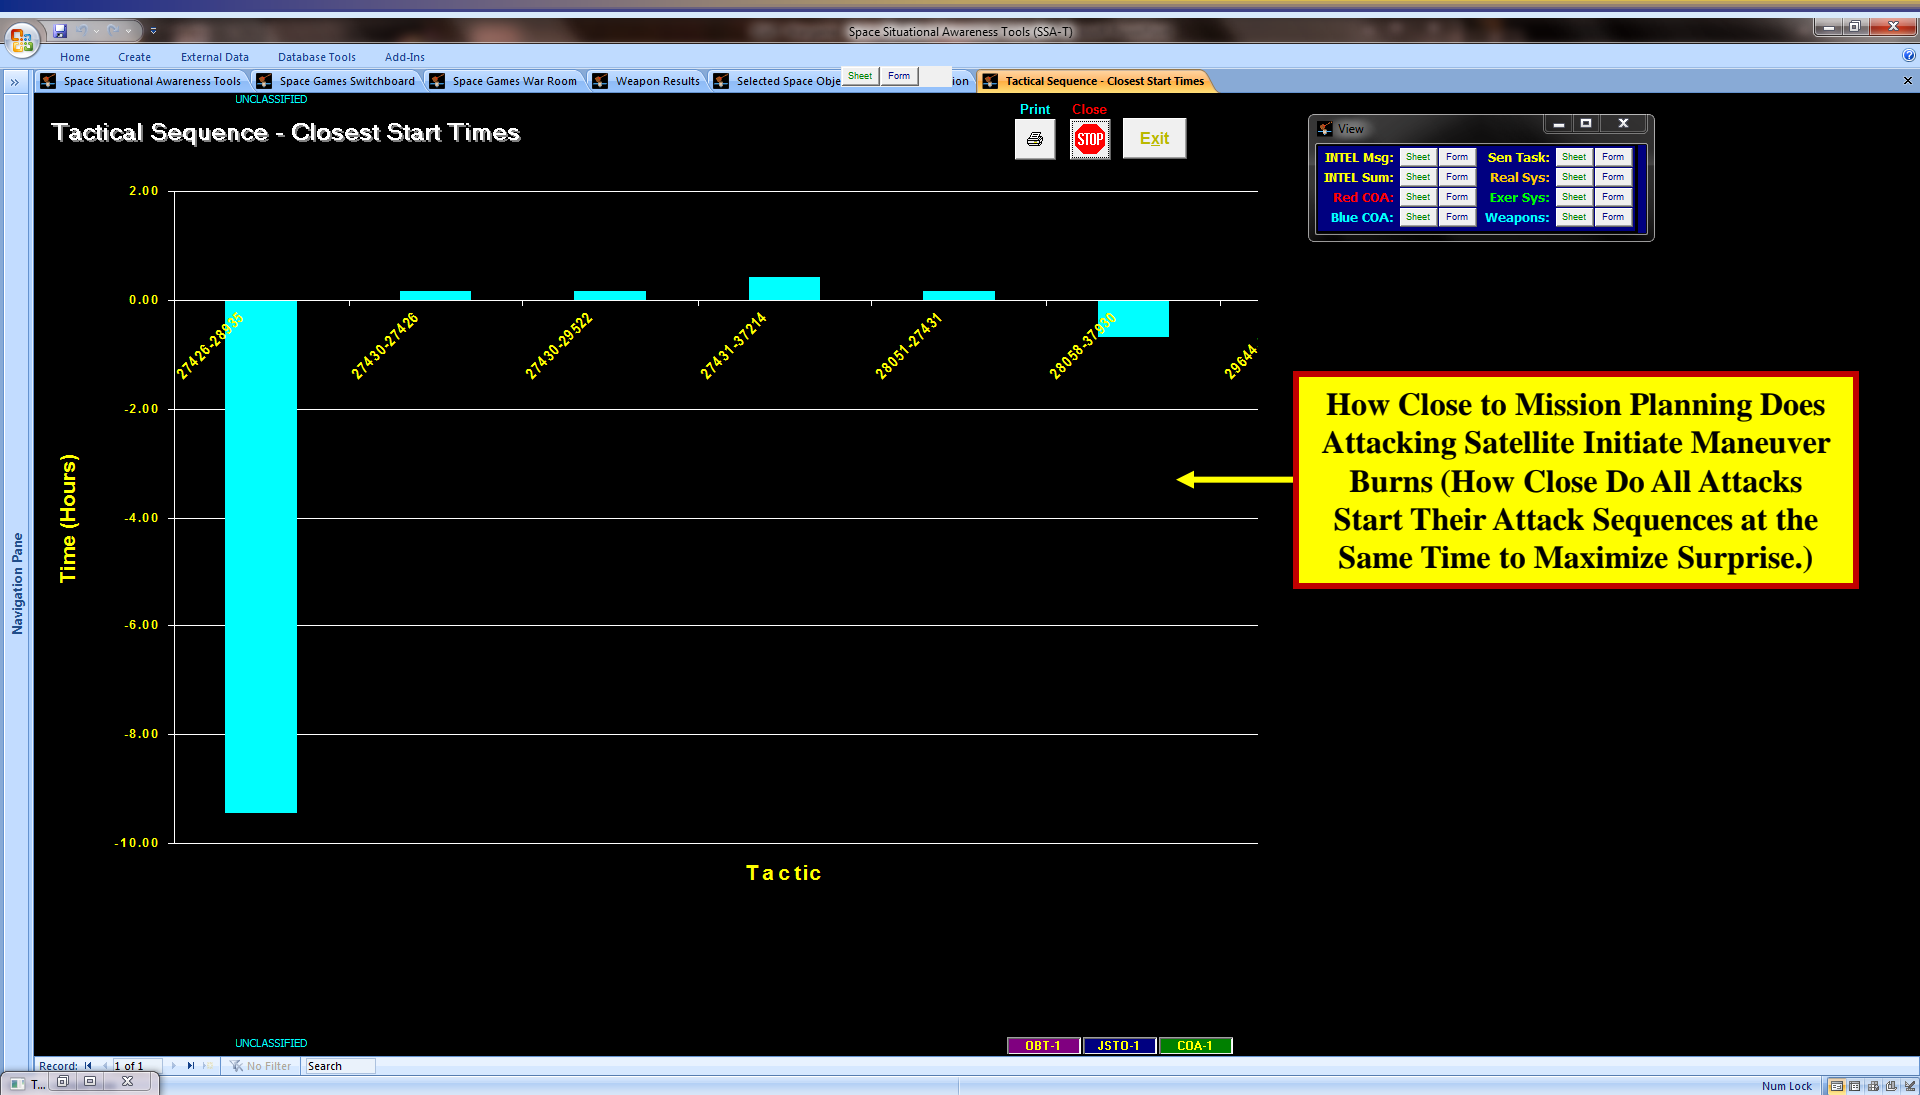 Space Situational Awareness Tools (SSA-T)
Home Create External Data Database Tools Add-Ins
Space Situational Awareness Tools Space Games Switchboard Space Games War Room Weapon Results Selected Space Obje Sheet Form ion Tactical Sequence - Closest Start Times
UNCLASSIFIED
Tactical Sequence - Closest Start Times
Print Close
STOP Exit
View
INTEL Msg: Sheet Form Sen Task: Sheet Form
INTEL Sum: Sheet Form Real Sys: Sheet Form
Red COA: Sheet Form Exer Sys: Sheet Form
Blue COA: Sheet Form Weapons: Sheet Form
2.00
0.00
-2.00
-4.00
-6.00
-8.00
-10.00
Time (Hours)
27426-28935
27430-27426
27430-29522
27431-37214
28051-27431
28058-37930
29644
Tactic
How Close to Mission Planning Does
Attacking Satellite Initiate Maneuver
Burns (How Close Do All Attacks
Start Their Attack Sequences at the
Same Time to Maximize Surprise.)
Navigation Pane
UNCLASSIFIED
OBT-1 JSTO-1 COA-1
Record: 1 of 1 No Filter Search
T...
Num Lock